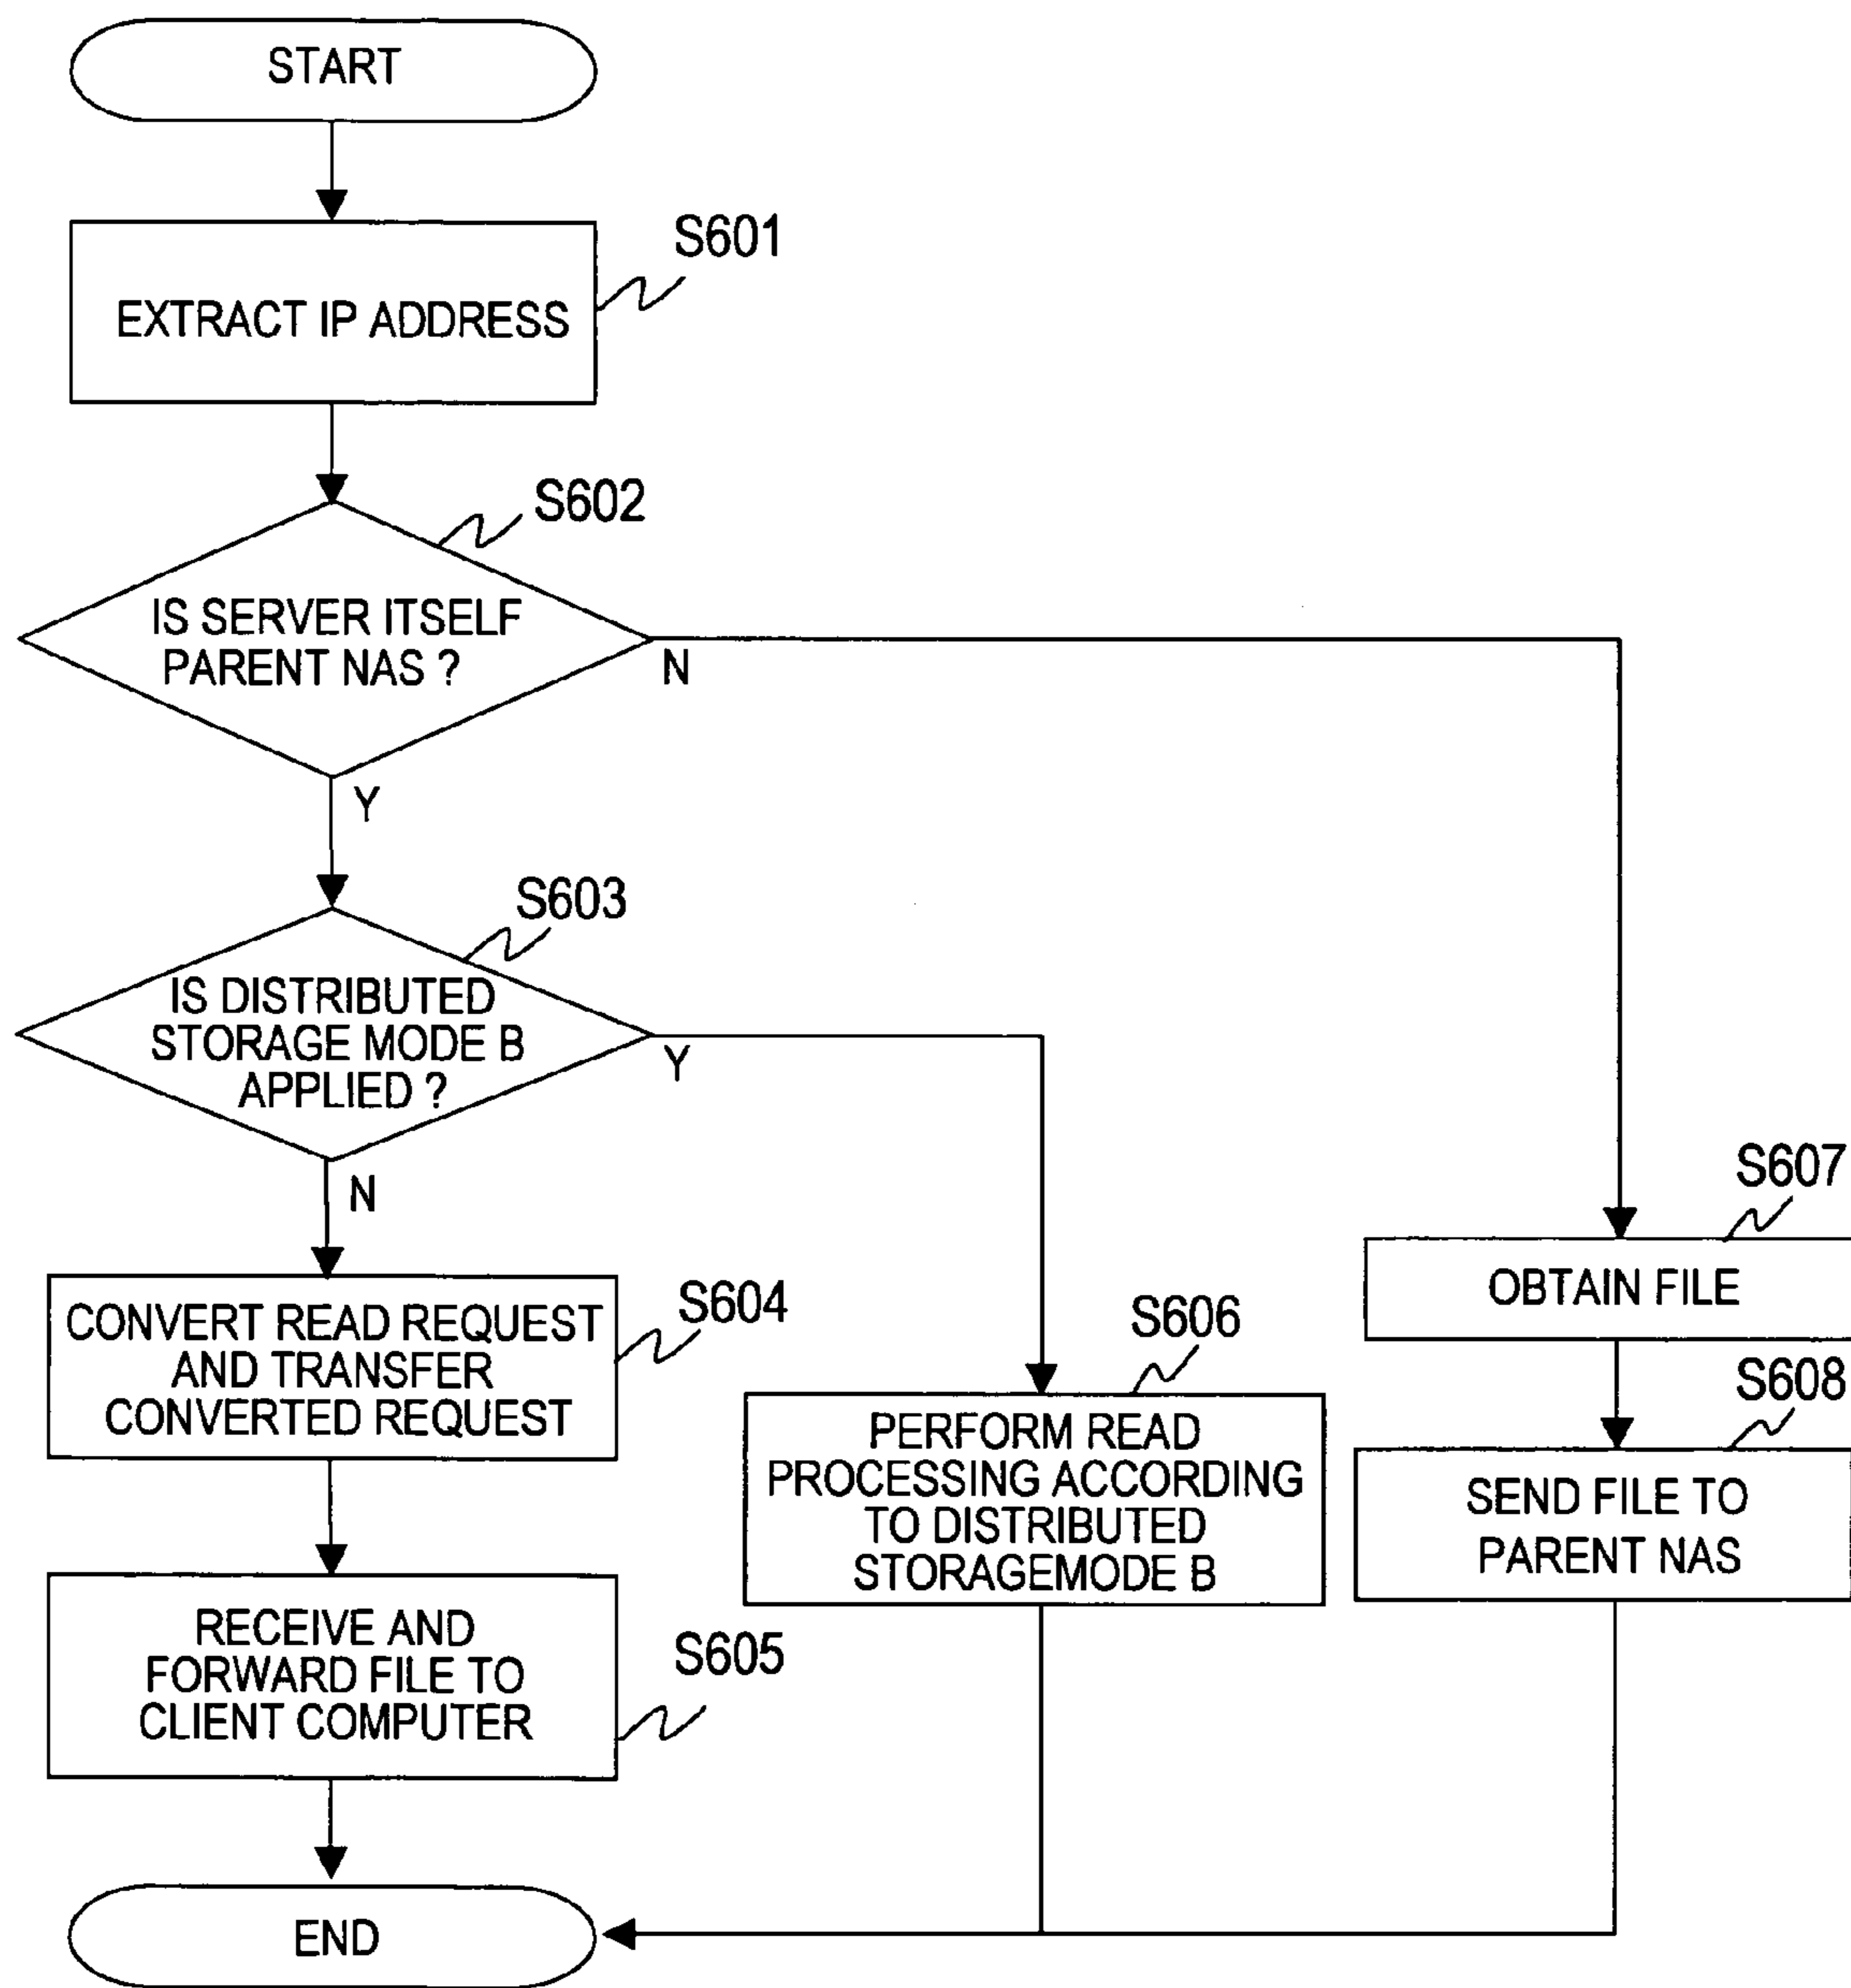 START
S601
EXTRACT IP ADDRESS
S602
IS SERVER ITSELF
PARENT NAS ?
N
Y
S603
IS DISTRIBUTED
STORAGE MODE B
APPLIED ?
Y
N
S604
CONVERT READ REQUEST
AND TRANSFER
CONVERTED REQUEST
S605
RECEIVE AND
FORWARD FILE TO
CLIENT COMPUTER
S606
PERFORM READ
PROCESSING ACCORDING
TO DISTRIBUTED
STORAGEMODE B
S607
OBTAIN FILE
S608
SEND FILE TO
PARENT NAS
END